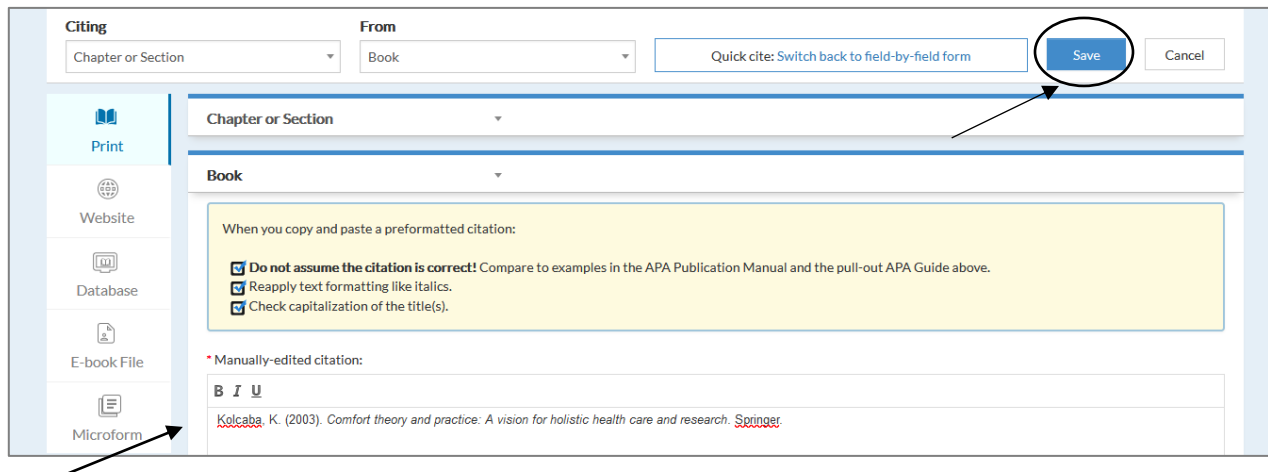 Citing
From
Chapter or Section
Book
Quick cite: Switch back to field-by-field form
Save
Cancel
Print
Website
Database
E-book File
Microform
Chapter or Section
Book
When you copy and paste a preformatted citation:
Do not assume the citation is correct! Compare to examples in the APA Publication Manual and the pull-out APA Guide above.
Reapply text formatting like italics.
Check capitalization of the title(s).
* Manually-edited citation:
B I U
Kolcaba, K. (2003). Comfort theory and practice: A vision for holistic health care and research. Springer.